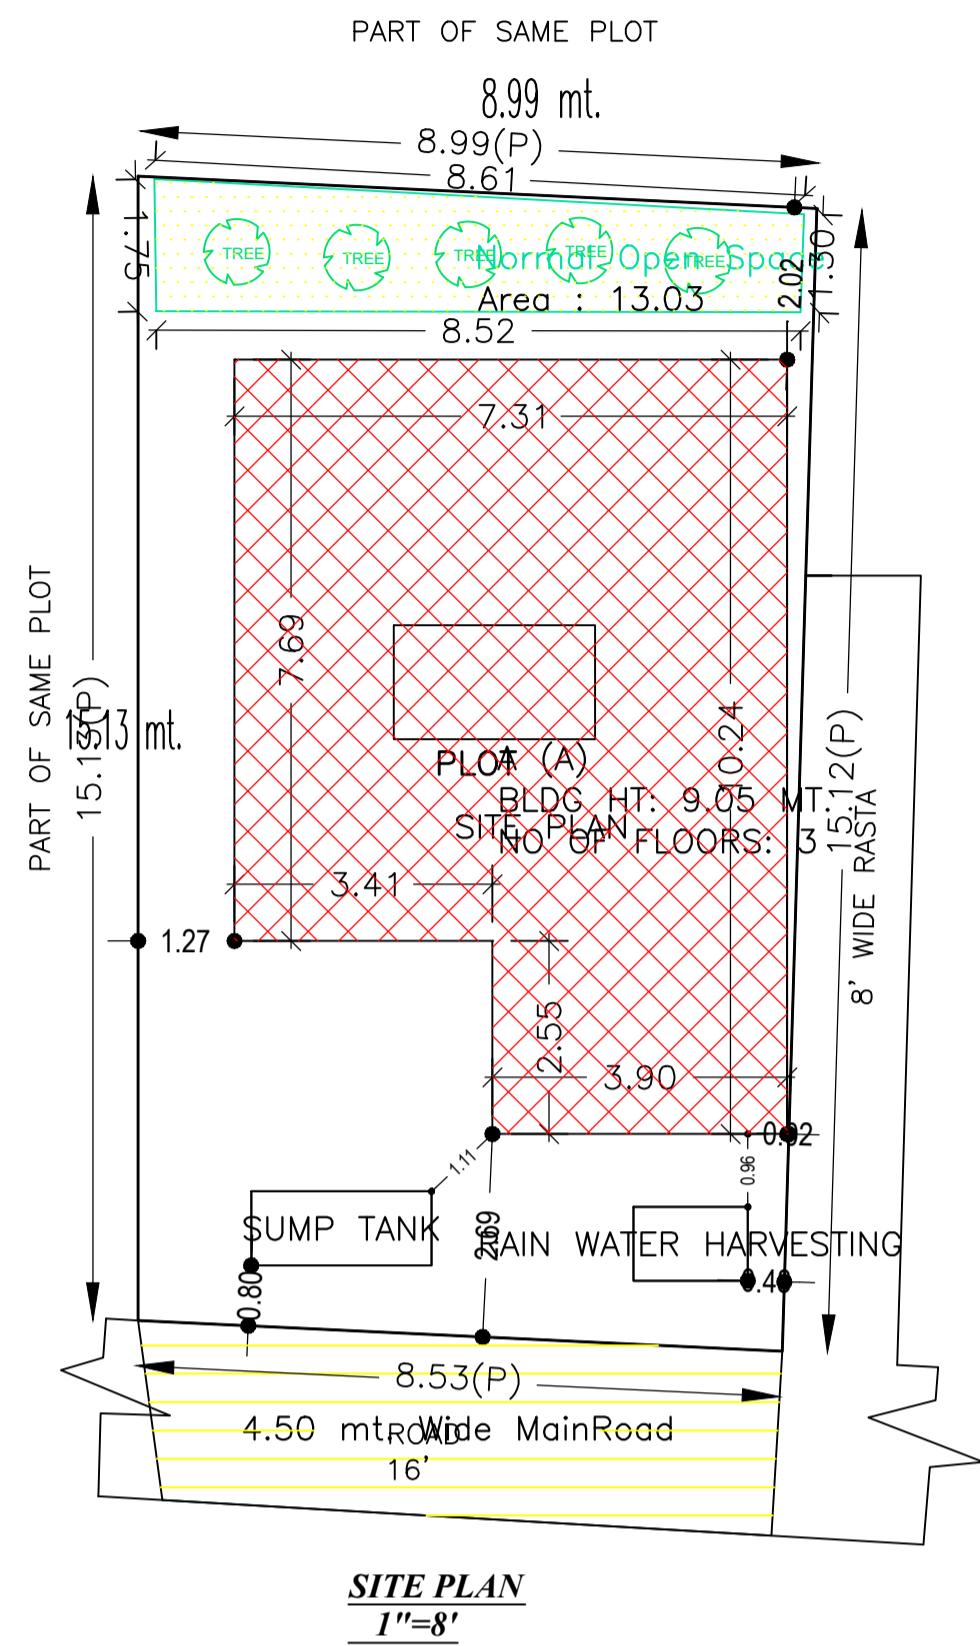 PART OF SAME PLOT
8.99 mt.
8.99(P)
8.61
1.75
TREE
TREE
TREE
TREE
TREE
Normal Open Space
Area : 13.03
2.02
1.30
8.52
7.31
7.69
10.24
PART OF SAME PLOT
15.13(P)
15.13 mt.
PLOT
A (A)
BLDG HT: 9.05 MT.
SITE PLAN
NO OF FLOORS: 3
15.12(P)
8' WIDE RASTA
3.41
1.27
2.55
3.90
0.02
1.11
0.96
SUMP TANK
2.69
RAIN WATER HARVESTING
0.80
8.53(P)
4.50 mt. Wide MainRoad
ROAD
16'
SITE PLAN
1"=8'